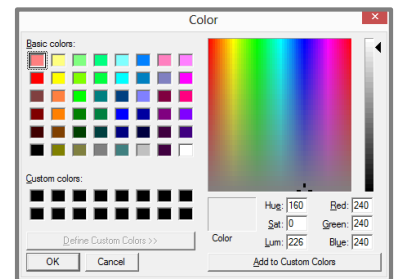 Color
Basic colors:
Custom colors:
Define Custom Colors >>
OK Cancel
Color
Hue: 160 Red: 240
Sat: 0 Green: 240
Lum: 226 Blue: 240
Add to Custom Colors